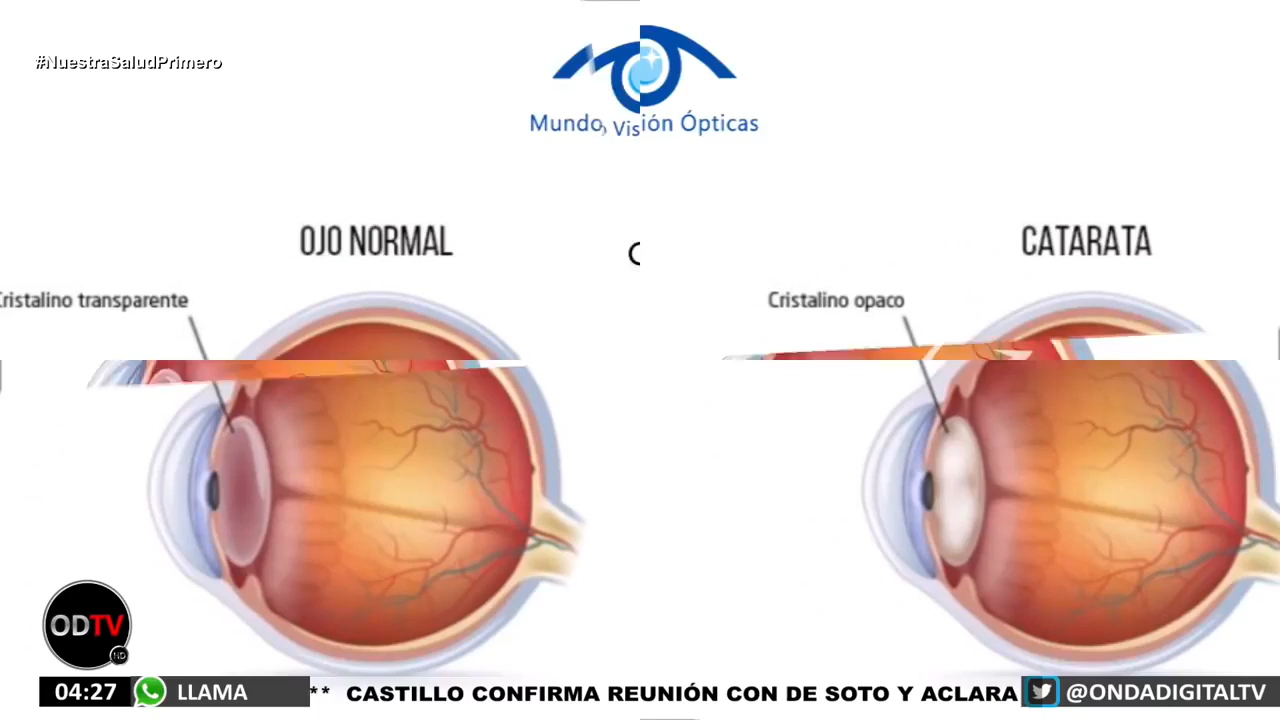 #NuestraSaludPrimero
Mundo Visión Ópticas
OJO NORMAL
CATARATA
Cristalino transparente
Cristalino opaco
ODTV
HD
04:27
LLAMA
** CASTILLO CONFIRMA REUNIÓN CON DE SOTO Y ACLARA
@ONDADIGITALTV